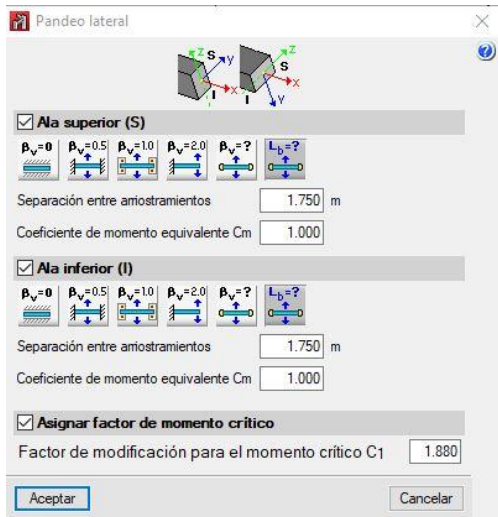 Pandeo lateral
Z S Y X I
Z S X Y I
Ala superior (S)
βv=0 βv=0.5 βv=1.0 βv=2.0 βv=? Lb=?
Separación entre arriostramientos 1.750 m
Coeficiente de momento equivalente Cm 1.000
Ala inferior (I)
βv=0 βv=0.5 βv=1.0 βv=2.0 βv=? Lb=?
Separación entre arriostramientos 1.750 m
Coeficiente de momento equivalente Cm 1.000
Asignar factor de momento crítico
Factor de modificación para el momento crítico C1 1.880
Aceptar Cancelar